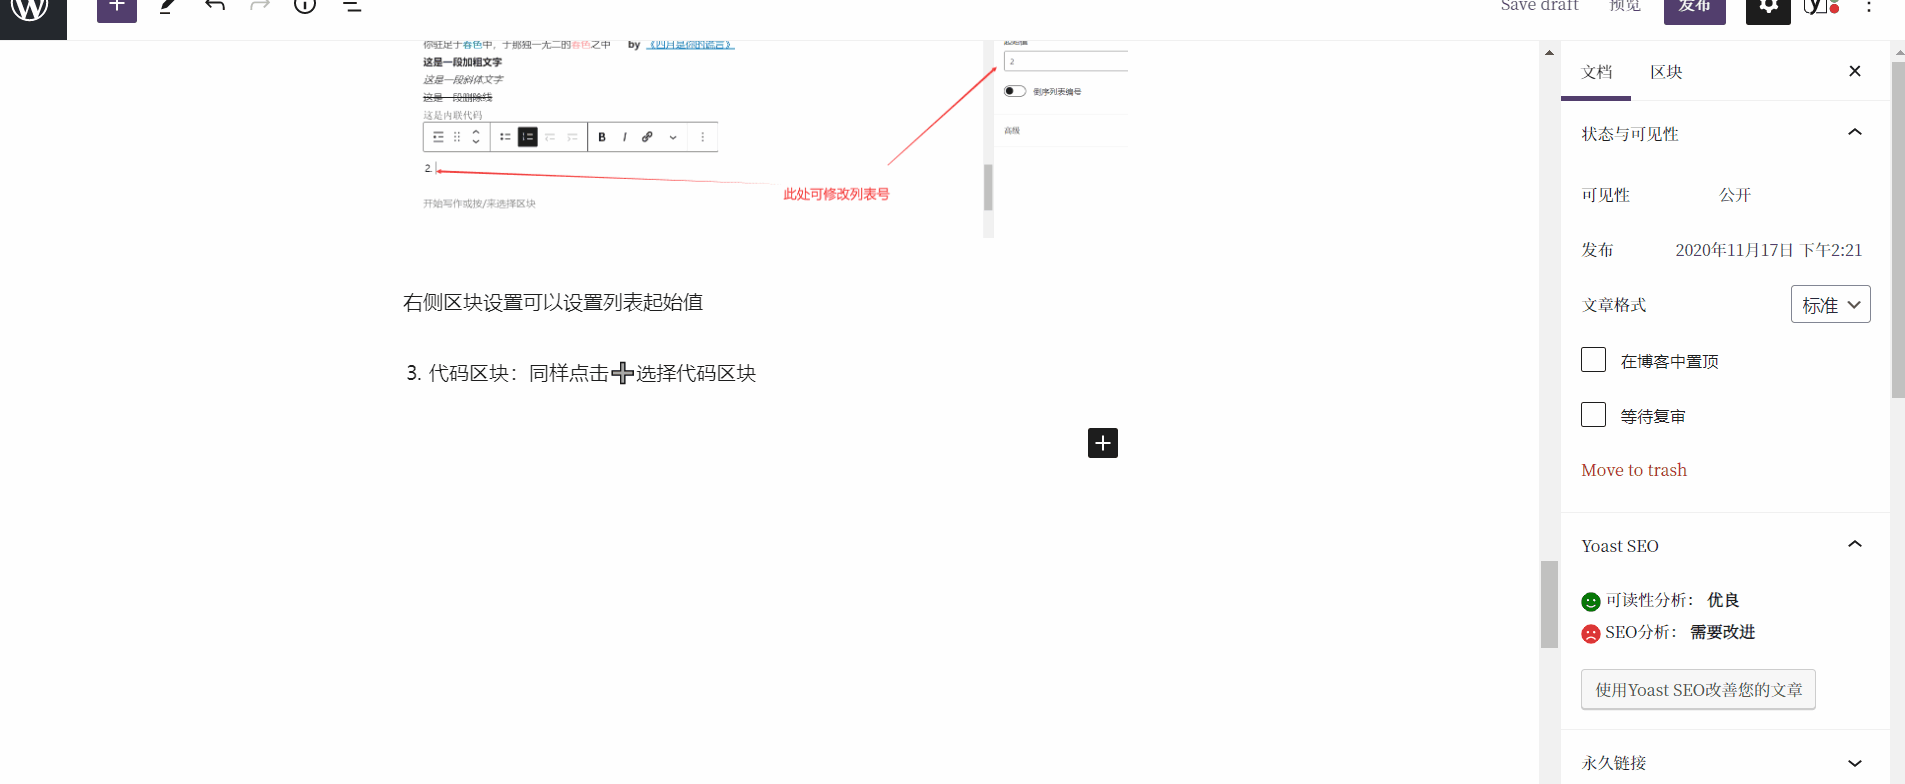 Save draft
预览
发布
你驻足于春色中，于那独一无二的春色之中 by 《四月是你的谎言》
这是一段加粗文字
这是一段斜体文字
这是一段删除线
这是内联代码
B I
2.
开始写作或按/来选择区块
此处可修改列表号
起始值
2
倒序列表编号
高级
右侧区块设置可以设置列表起始值
3. 代码区块：同样点击➕选择代码区块
文档 区块
状态与可见性
可见性 公开
发布 2020年11月17日 下午2:21
文章格式 标准
在博客中置顶
等待复审
Move to trash
Yoast SEO
可读性分析： 优良
SEO分析： 需要改进
使用Yoast SEO改善您的文章
永久链接